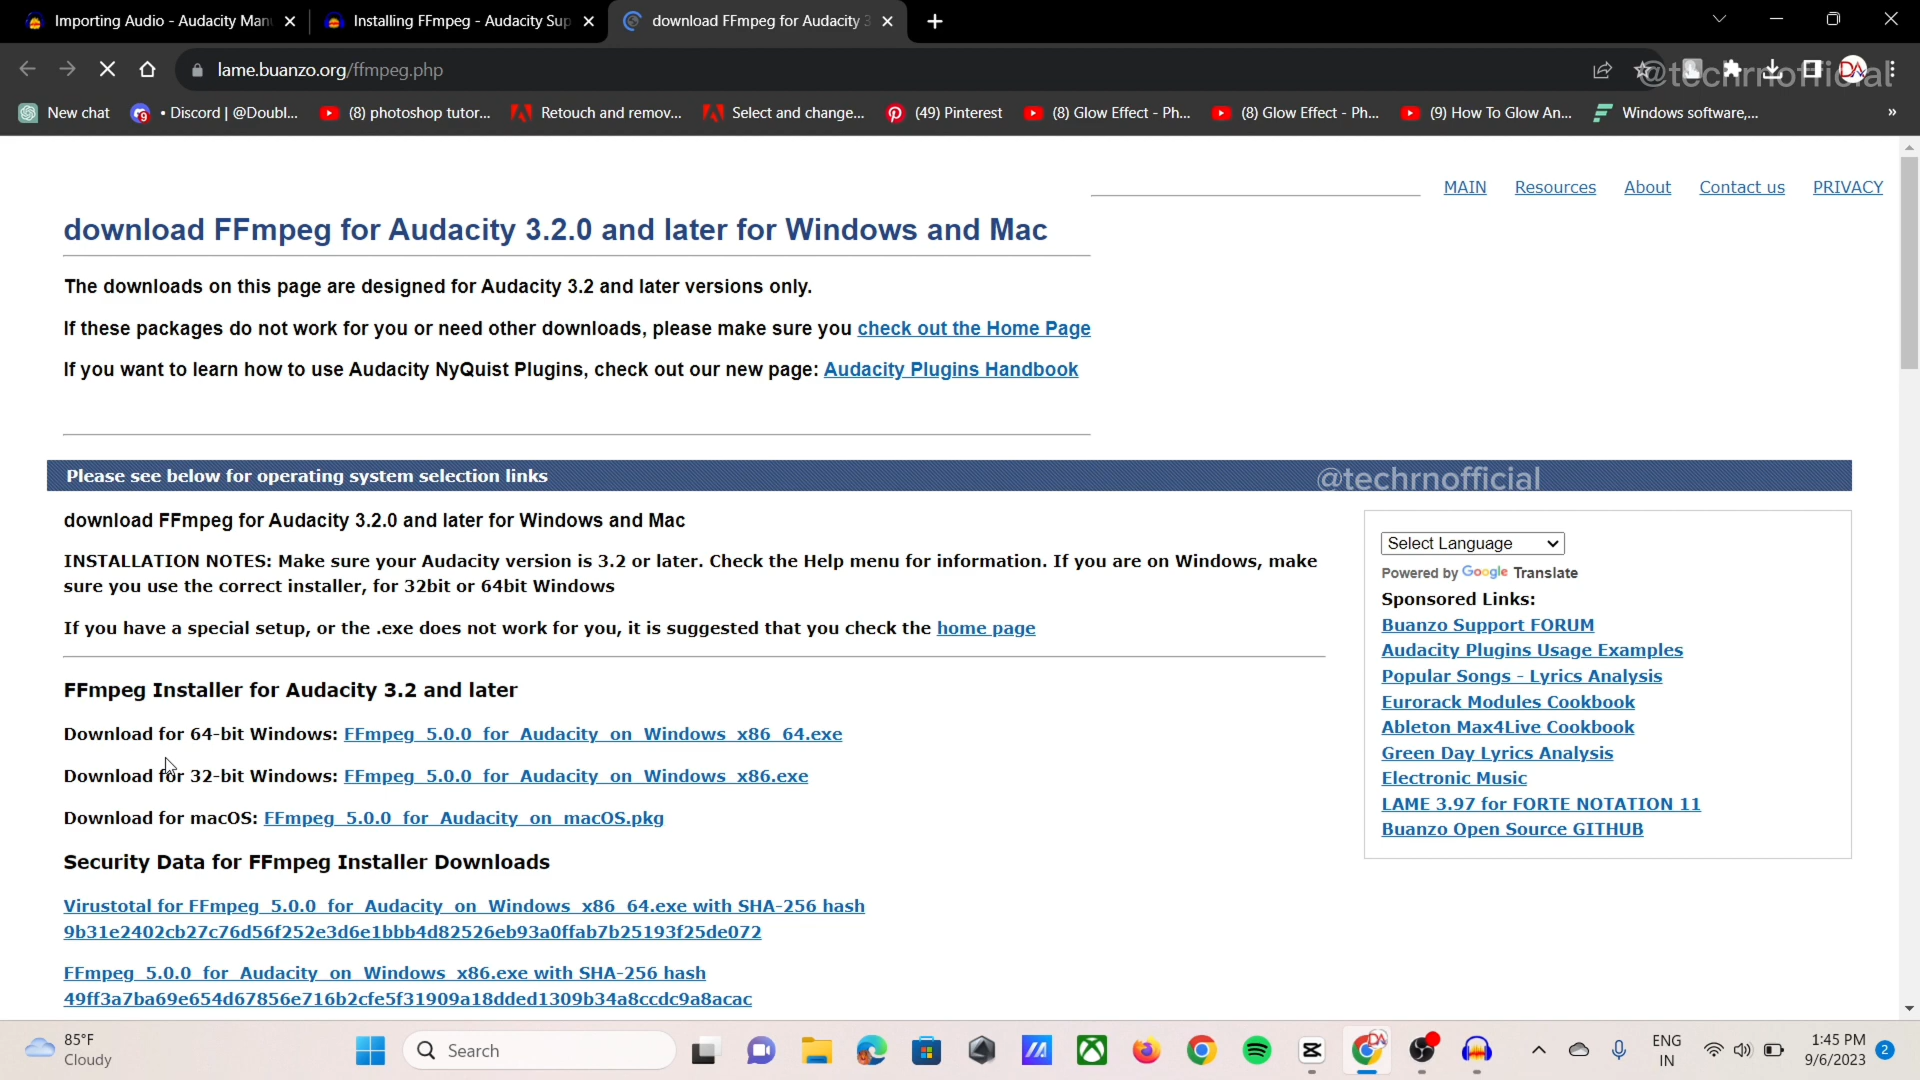 Importing Audio - Audacity Man
Installing FFmpeg - Audacity Sup
download FFmpeg for Audacity 3
lame.buanzo.org/ffmpeg.php
@techrnofficial
New chat
• Discord | @Doubl...
(8) photoshop tutor...
Retouch and remov...
Select and change...
(49) Pinterest
(8) Glow Effect - Ph...
(8) Glow Effect - Ph...
(9) How To Glow An...
Windows software,...
»
MAIN Resources About Contact us PRIVACY
download FFmpeg for Audacity 3.2.0 and later for Windows and Mac
The downloads on this page are designed for Audacity 3.2 and later versions only.
If these packages do not work for you or need other downloads, please make sure you check out the Home Page
If you want to learn how to use Audacity NyQuist Plugins, check out our new page: Audacity Plugins Handbook
Please see below for operating system selection links
@techrnofficial
download FFmpeg for Audacity 3.2.0 and later for Windows and Mac
INSTALLATION NOTES: Make sure your Audacity version is 3.2 or later. Check the Help menu for information. If you are on Windows, make
sure you use the correct installer, for 32bit or 64bit Windows
If you have a special setup, or the .exe does not work for you, it is suggested that you check the home page
FFmpeg Installer for Audacity 3.2 and later
Download for 64-bit Windows: FFmpeg_5.0.0_for_Audacity_on_Windows_x86_64.exe
Download for 32-bit Windows: FFmpeg_5.0.0_for_Audacity_on_Windows_x86.exe
Download for macOS: FFmpeg_5.0.0_for_Audacity_on_macOS.pkg
Security Data for FFmpeg Installer Downloads
Virustotal for FFmpeg_5.0.0_for_Audacity_on_Windows_x86_64.exe with SHA-256 hash
9b31e2402cb27c76d56f252e3d6e1bbb4d82526eb93a0ffab7b25193f25de072
FFmpeg_5.0.0_for_Audacity_on_Windows_x86.exe with SHA-256 hash
49ff3a7ba69e654d67856e716b2cfe5f31909a18dded1309b34a8ccdc9a8acac
Select Language
Powered by Google Translate
Sponsored Links:
Buanzo Support FORUM
Audacity Plugins Usage Examples
Popular Songs - Lyrics Analysis
Eurorack Modules Cookbook
Ableton Max4Live Cookbook
Green Day Lyrics Analysis
Electronic Music
LAME 3.97 for FORTE NOTATION 11
Buanzo Open Source GITHUB
85°F
Cloudy
Search
ENG
IN
1:45 PM
9/6/2023
2